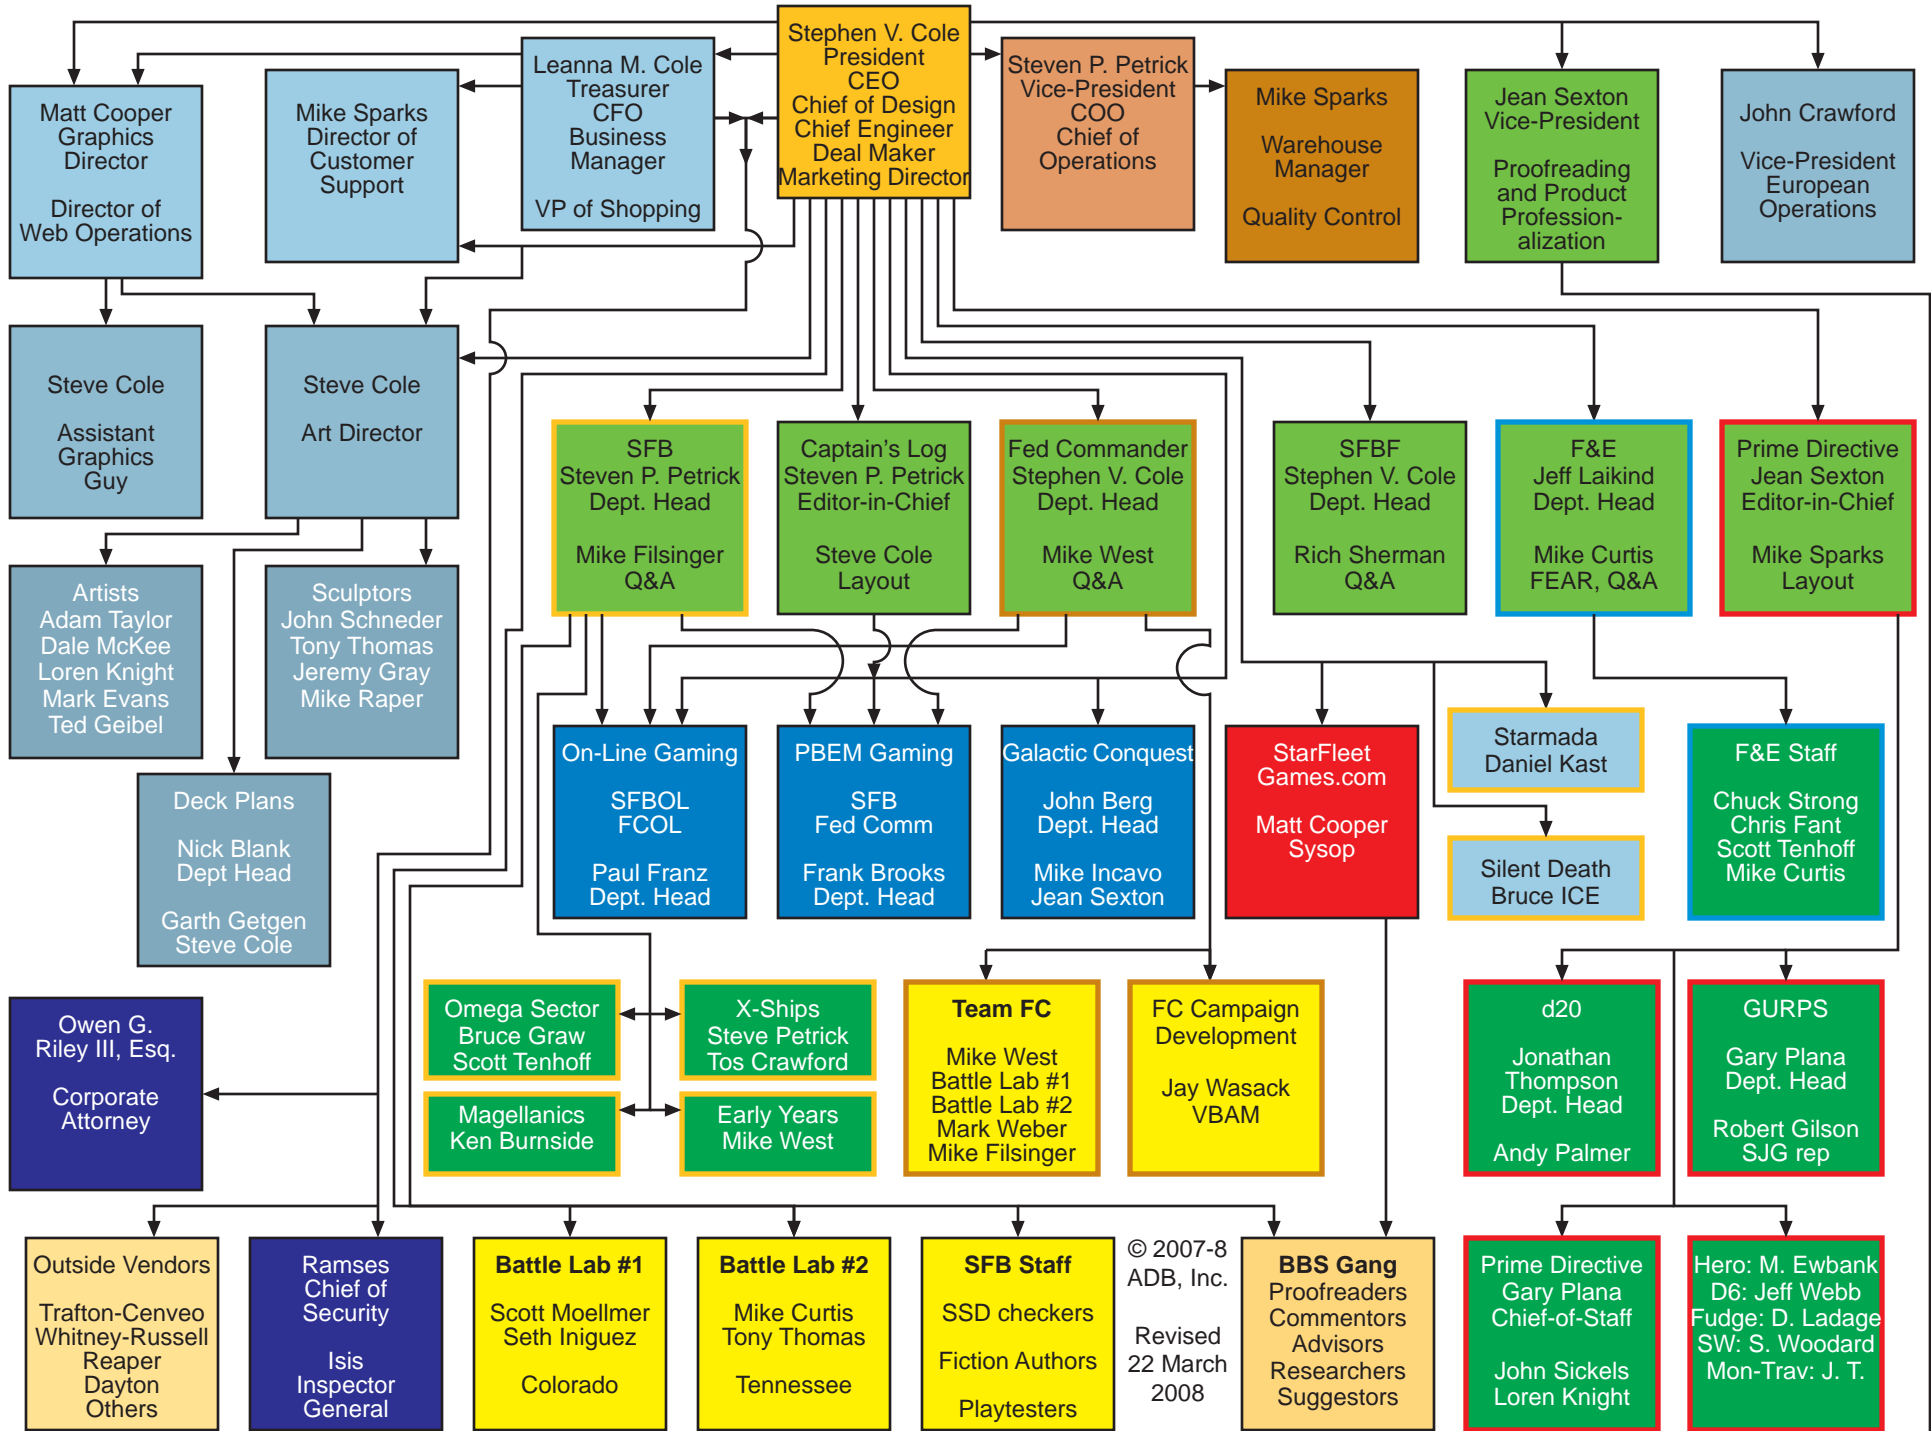 Stephen V. Cole
President
CEO
Chief of Design
Chief Engineer
Deal Maker
Marketing Director
Leanna M. Cole
Treasurer
CFO
Business
Manager
VP of Shopping
Steven P. Petrick
Vice-President
COO
Chief of
Operations
Matt Cooper
Graphics
Director
Director of
Web Operations
Mike Sparks
Director of
Customer
Support
Mike Sparks
Warehouse
Manager
Quality Control
Jean Sexton
Vice-President
Proofreading
and Product
Profession-
alization
John Crawford
Vice-President
European
Operations
Steve Cole
Assistant
Graphics
Guy
Steve Cole
Art Director
SFB
Steven P. Petrick
Dept. Head
Mike Filsinger
Q&A
Captain’s Log
Steven P. Petrick
Editor-in-Chief
Steve Cole
Layout
Fed Commander
Stephen V. Cole
Dept. Head
Mike West
Q&A
SFBF
Stephen V. Cole
Dept. Head
Rich Sherman
Q&A
F&E
Jeff Laikind
Dept. Head
Mike Curtis
FEAR, Q&A
Prime Directive
Jean Sexton
Editor-in-Chief
Mike Sparks
Layout
Artists
Adam Taylor
Dale McKee
Loren Knight
Mark Evans
Ted Geibel
Sculptors
John Schneder
Tony Thomas
Jeremy Gray
Mike Raper
Deck Plans
Nick Blank
Dept Head
Garth Getgen
Steve Cole
On-Line Gaming
SFBOL
FCOL
Paul Franz
Dept. Head
PBEM Gaming
SFB
Fed Comm
Frank Brooks
Dept. Head
Galactic Conquest
John Berg
Dept. Head
Mike Incavo
Jean Sexton
StarFleet
Games.com
Matt Cooper
Sysop
Starmada
Daniel Kast
Silent Death
Bruce ICE
F&E Staff
Chuck Strong
Chris Fant
Scott Tenhoff
Mike Curtis
Owen G.
Riley III, Esq.
Corporate
Attorney
Omega Sector
Bruce Graw
Scott Tenhoff
X-Ships
Steve Petrick
Tos Crawford
Magellanics
Ken Burnside
Early Years
Mike West
Team FC
Mike West
Battle Lab #1
Battle Lab #2
Mark Weber
Mike Filsinger
FC Campaign
Development
Jay Wasack
VBAM
d20
Jonathan
Thompson
Dept. Head
Andy Palmer
GURPS
Gary Plana
Dept. Head
Robert Gilson
SJG rep
Outside Vendors
Trafton-Cenveo
Whitney-Russell
Reaper
Dayton
Others
Ramses
Chief of
Security
Isis
Inspector
General
Battle Lab #1
Scott Moellmer
Seth Iniguez
Colorado
Battle Lab #2
Mike Curtis
Tony Thomas
Tennessee
SFB Staff
SSD checkers
Fiction Authors
Playtesters
© 2007-8
ADB, Inc.
Revised
22 March
2008
BBS Gang
Proofreaders
Commentors
Advisors
Researchers
Suggestors
Prime Directive
Gary Plana
Chief-of-Staff
John Sickels
Loren Knight
Hero: M. Ewbank
D6: Jeff Webb
Fudge: D. Ladage
SW: S. Woodard
Mon-Trav: J. T.